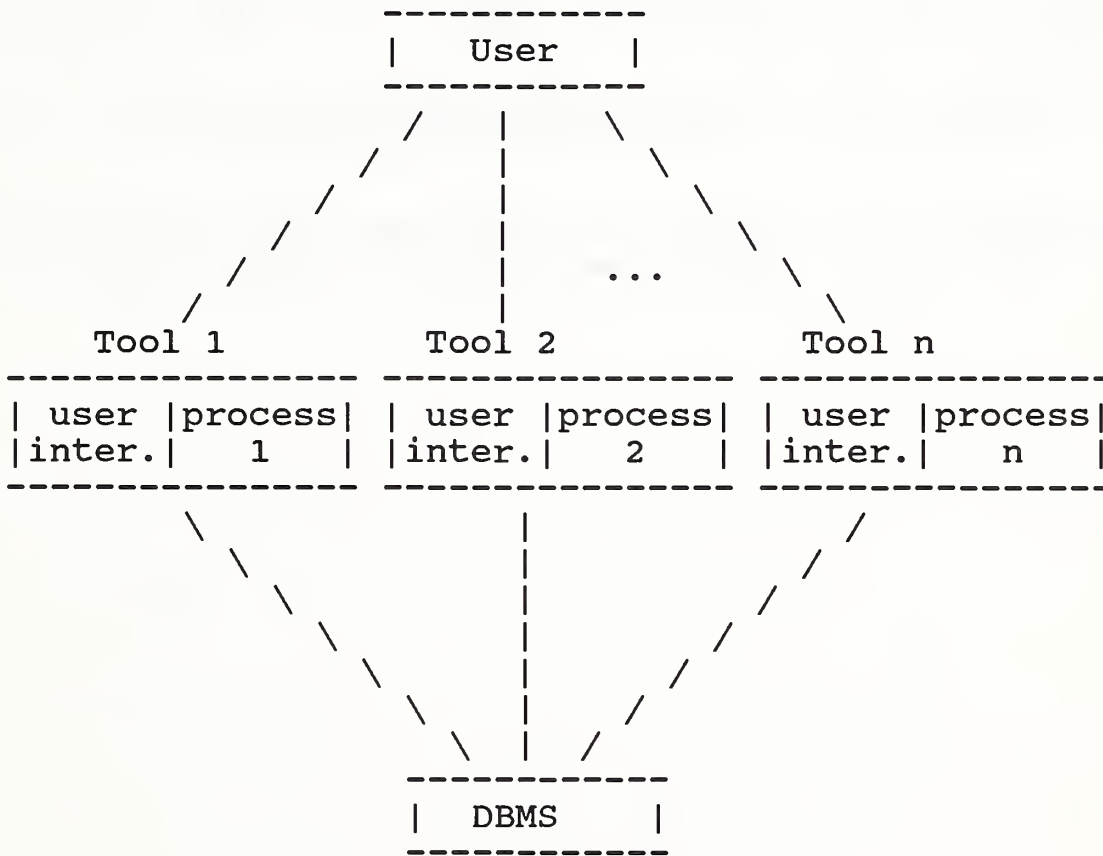 User
...
Tool 1 Tool 2 Tool n
user process user process user process
inter. 1 inter. 2 inter. n
DBMS